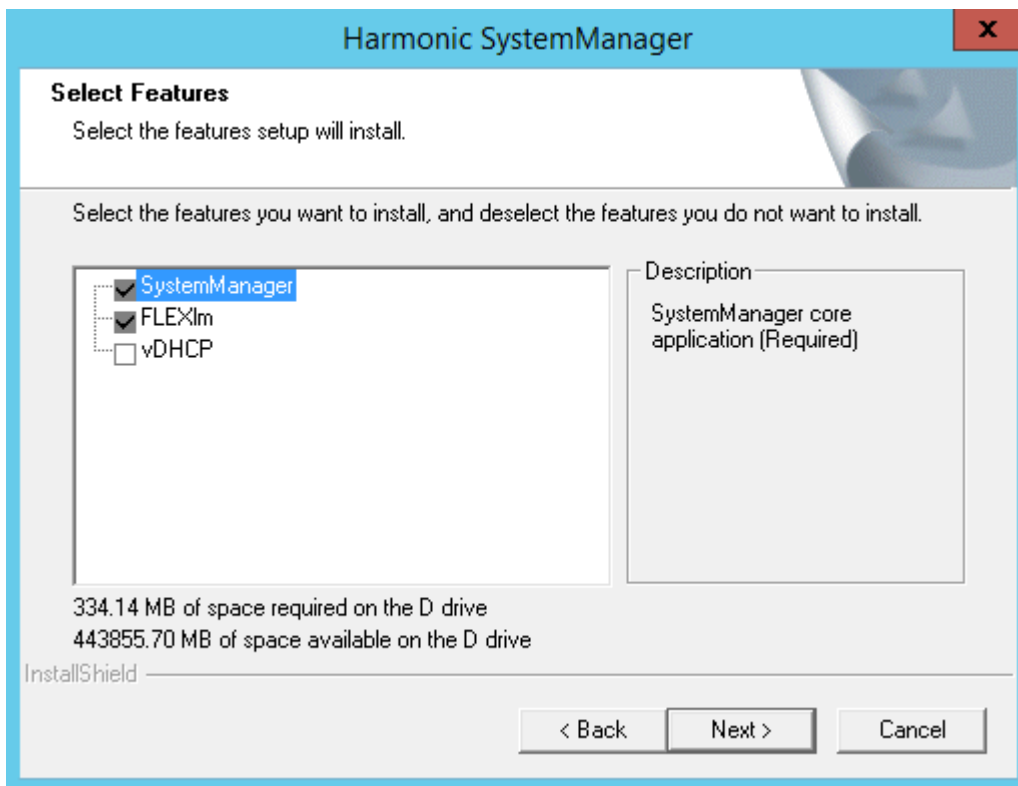 Harmonic SystemManager
x
Select Features
Select the features setup will install.
Select the features you want to install, and deselect the features you do not want to install.
SystemManager
FLEXlm
vDHCP
Description
SystemManager core
application (Required)
334.14 MB of space required on the D drive
443855.70 MB of space available on the D drive
InstallShield
< Back
Next >
Cancel